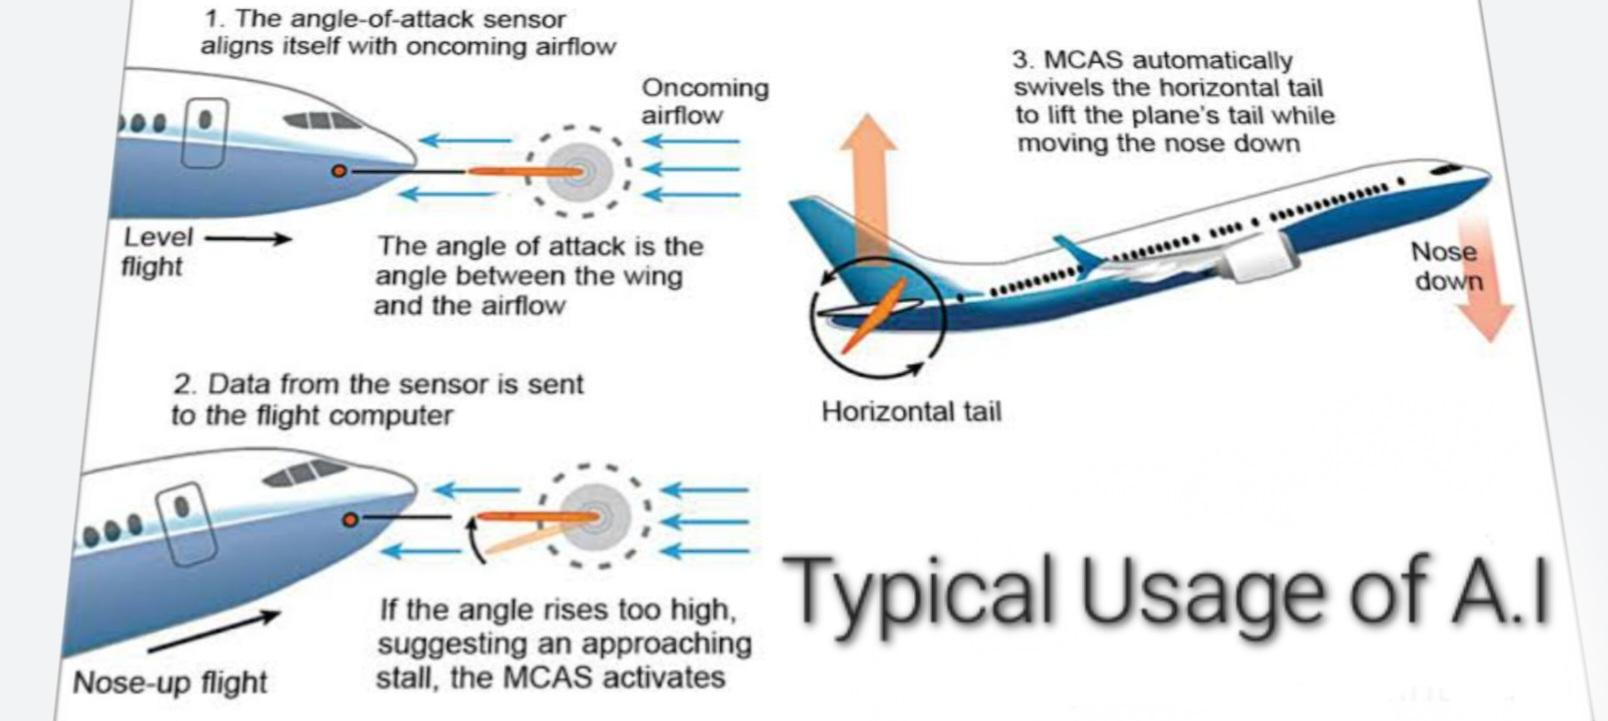 1. The angle-of-attack sensor
aligns itself with oncoming airflow
Oncoming
airflow
Level
flight
The angle of attack is the
angle between the wing
and the airflow
2. Data from the sensor is sent
to the flight computer
If the angle rises too high,
suggesting an approaching
stall, the MCAS activates
Nose-up flight
3. MCAS automatically
swivels the horizontal tail
to lift the plane's tail while
moving the nose down
Nose
down
Horizontal tail
Typical Usage of A.I